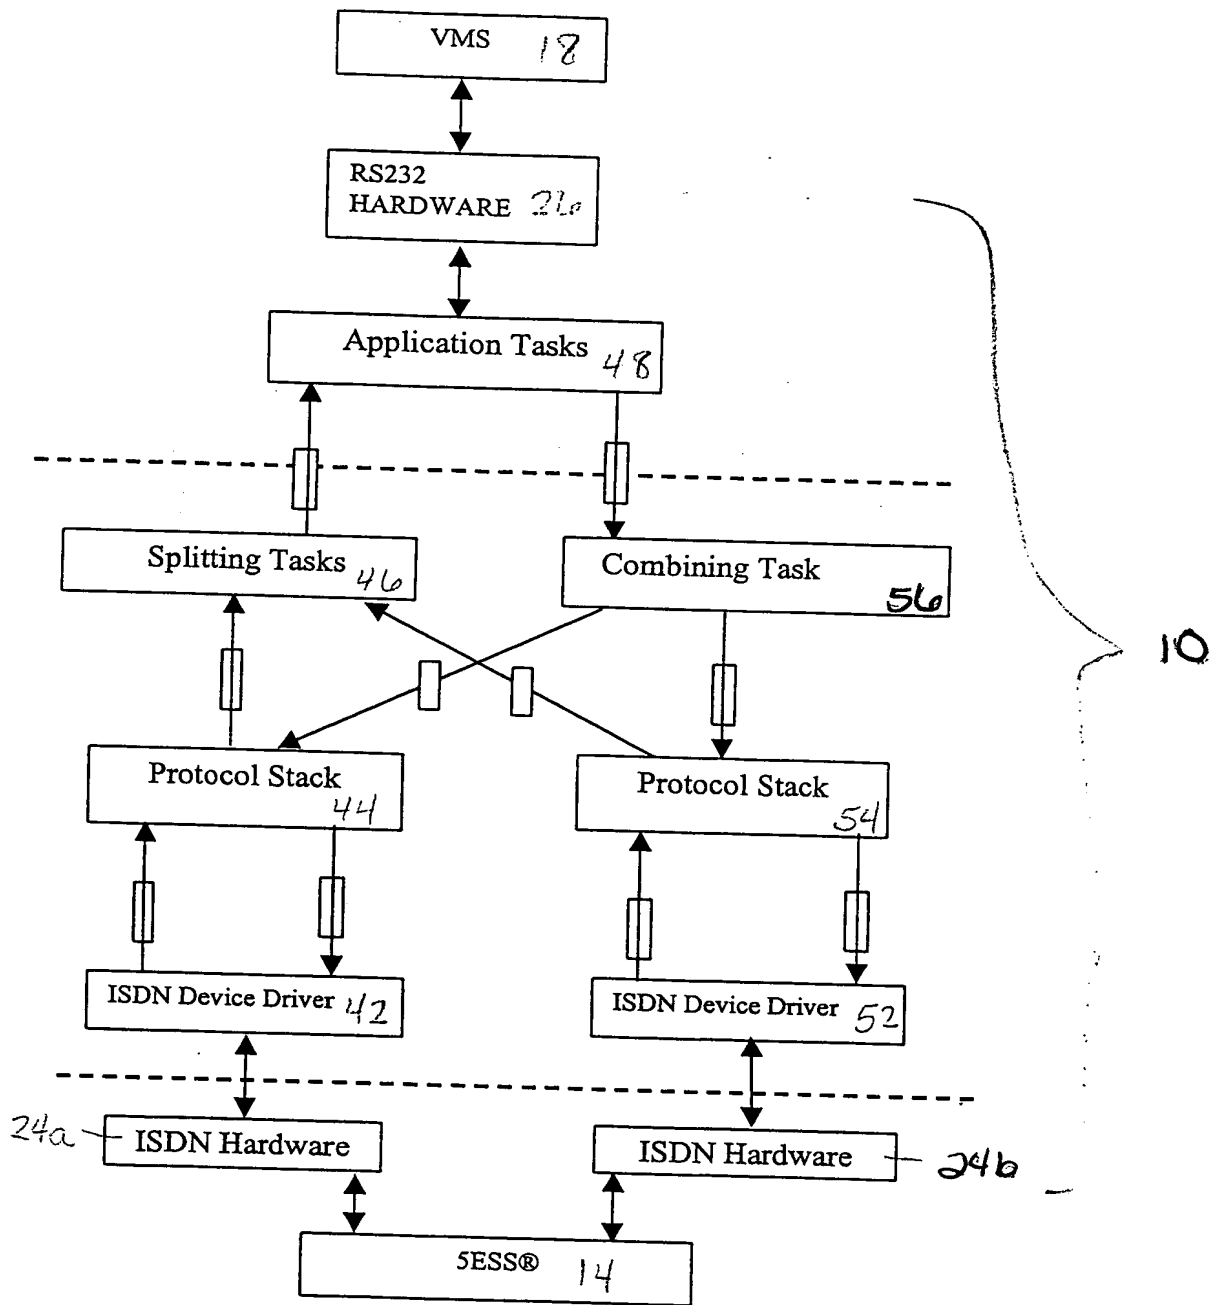 VMS 18
RS232
HARDWARE 26
Application Tasks 48
Splitting Tasks 46
Combining Task 56
10
Protocol Stack 44
Protocol Stack 54
ISDN Device Driver 42
ISDN Device Driver 52
24a ISDN Hardware
ISDN Hardware 24b
5ESS® 14